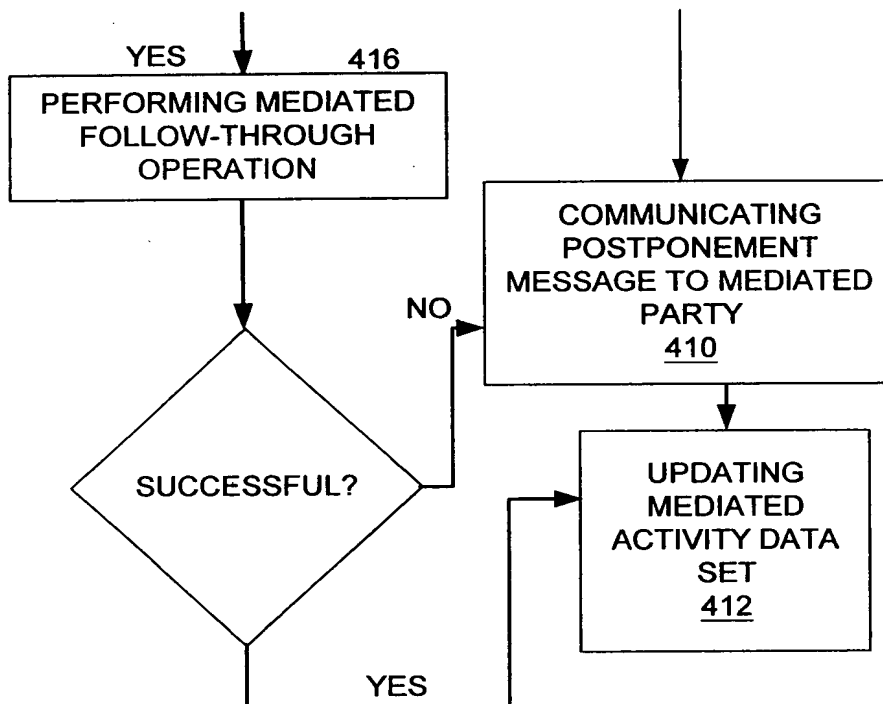 YES
416
PERFORMING MEDIATED
FOLLOW-THROUGH
OPERATION
COMMUNICATING
POSTPONEMENT
MESSAGE TO MEDIATED
PARTY
410
NO
SUCCESSFUL?
UPDATING
MEDIATED
ACTIVITY DATA
SET
412
YES